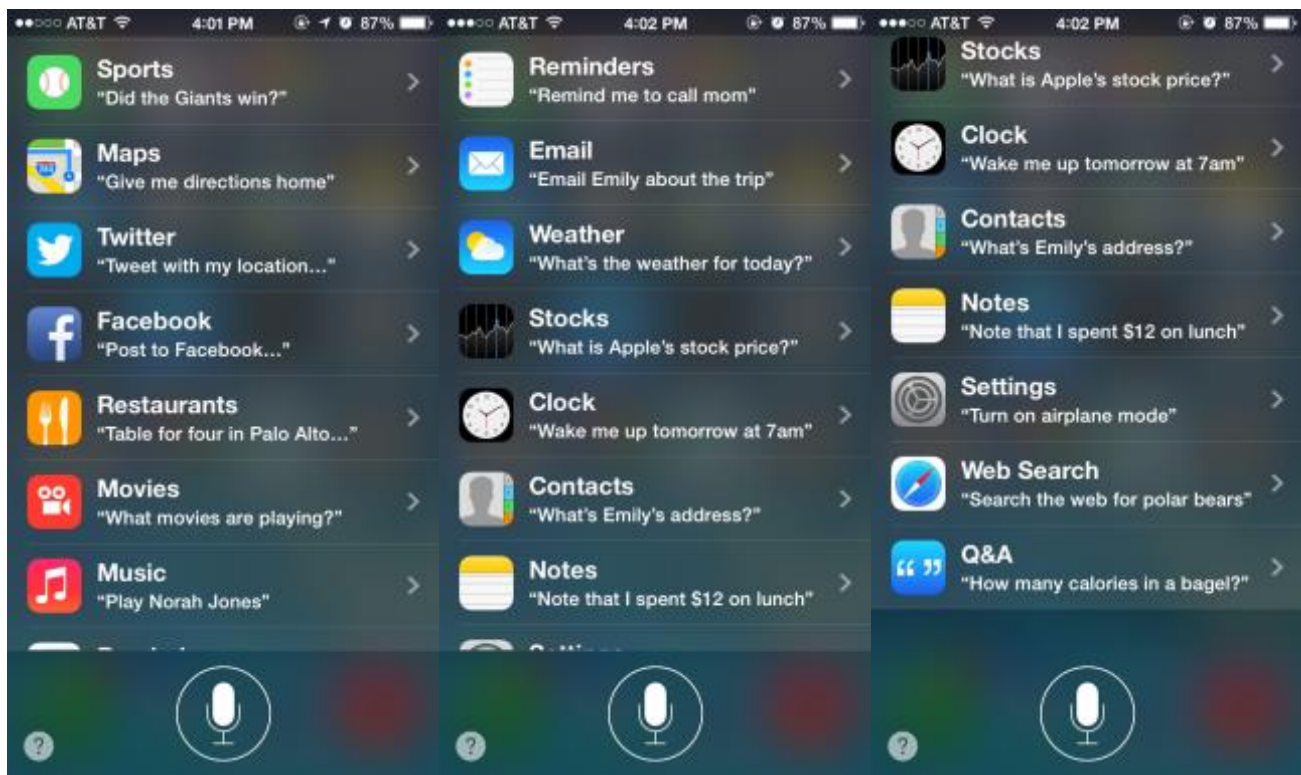 AT&T 4:01 PM 87%
Sports
“Did the Giants win?”
Maps
“Give me directions home”
Twitter
“Tweet with my location...”
Facebook
“Post to Facebook...”
Restaurants
“Table for four in Palo Alto...”
Movies
“What movies are playing?”
Music
“Play Norah Jones”
?
AT&T 4:02 PM 87%
Reminders
“Remind me to call mom”
Email
“Email Emily about the trip”
Weather
“What’s the weather for today?”
Stocks
“What is Apple’s stock price?”
Clock
“Wake me up tomorrow at 7am”
Contacts
“What’s Emily’s address?”
Notes
“Note that I spent $12 on lunch”
?
AT&T 4:02 PM 87%
Stocks
“What is Apple’s stock price?”
Clock
“Wake me up tomorrow at 7am”
Contacts
“What’s Emily’s address?”
Notes
“Note that I spent $12 on lunch”
Settings
“Turn on airplane mode”
Web Search
“Search the web for polar bears”
Q&A
“How many calories in a bagel?”
?